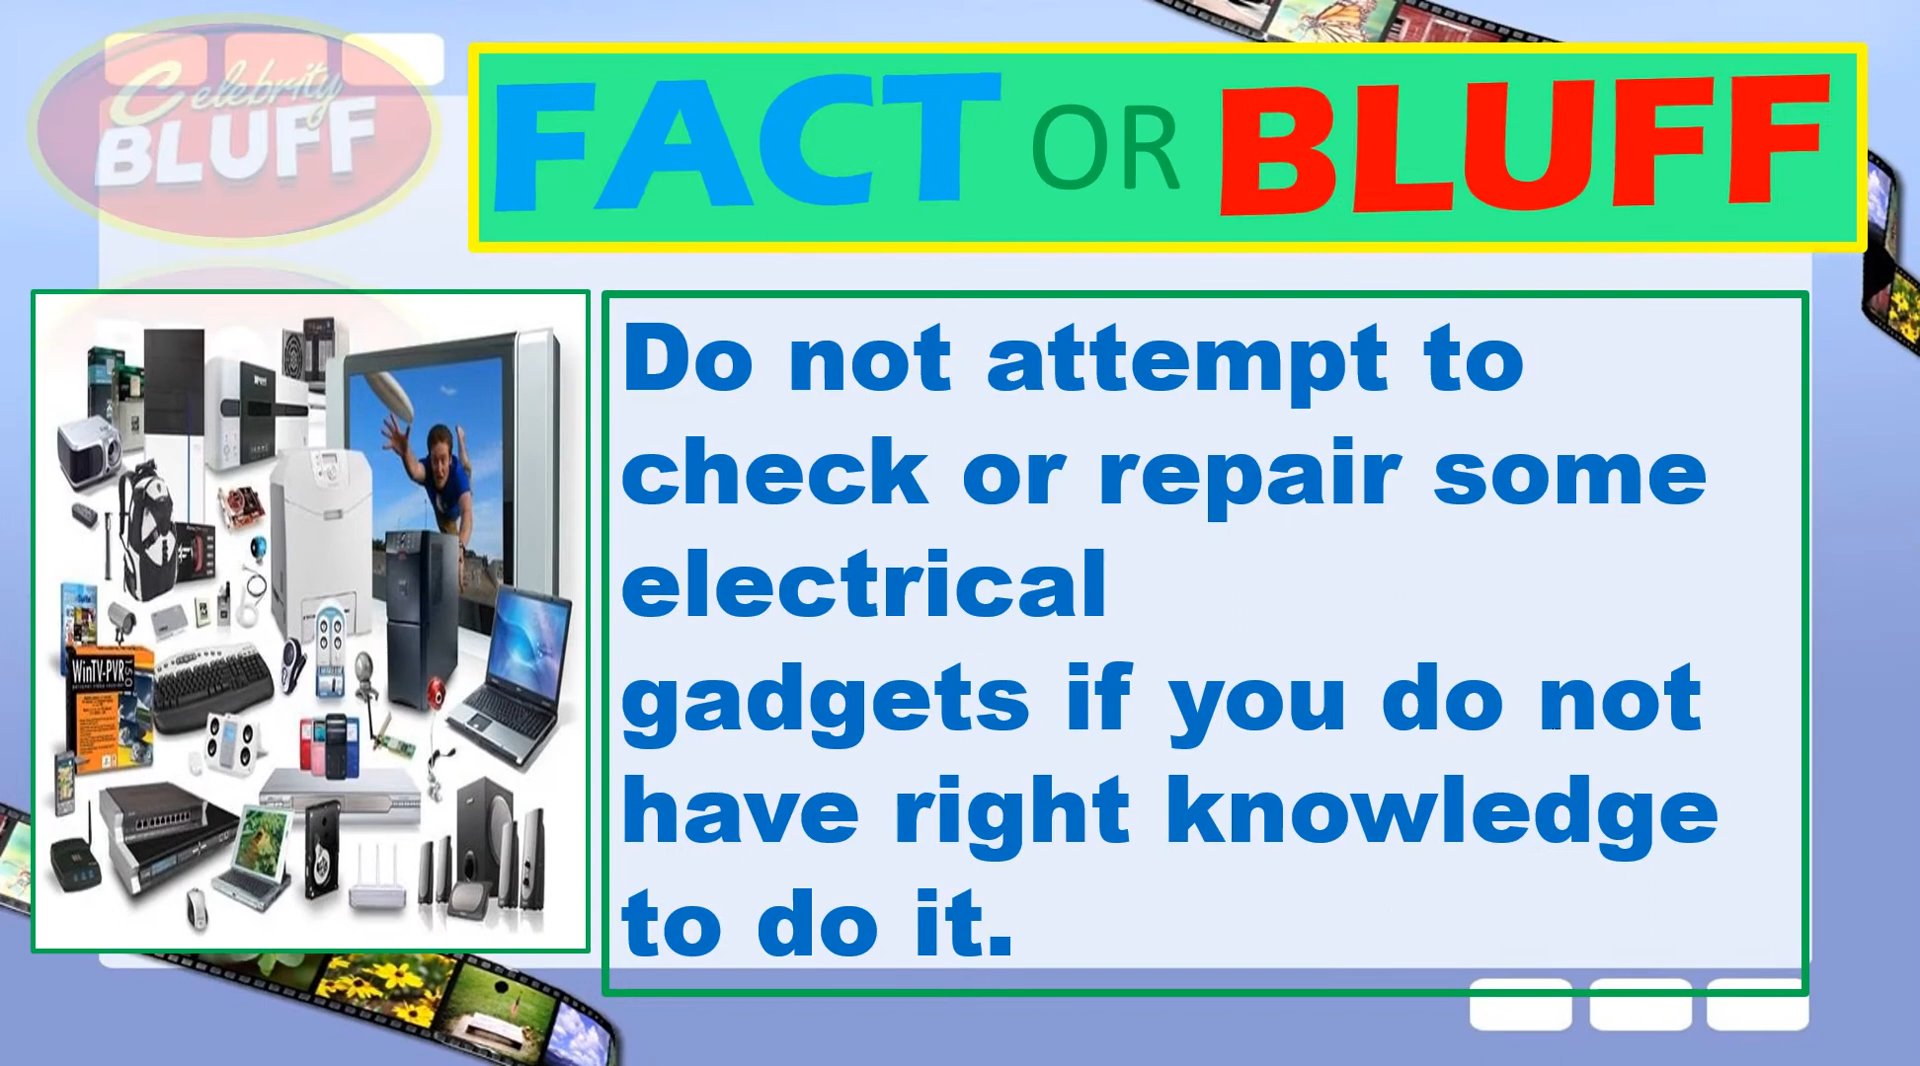 Celebrity
BLUFF
FACT OR BLUFF
Do not attempt to
check or repair some
electrical
gadgets if you do not
have right knowledge
to do it.
WinTV-PVR
150